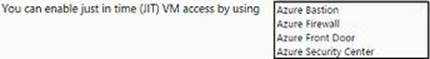 You can enable just in time (JIT) VM access by using
Azure Bastion
Azure Firewall
Azure Front Door
Azure Security Center